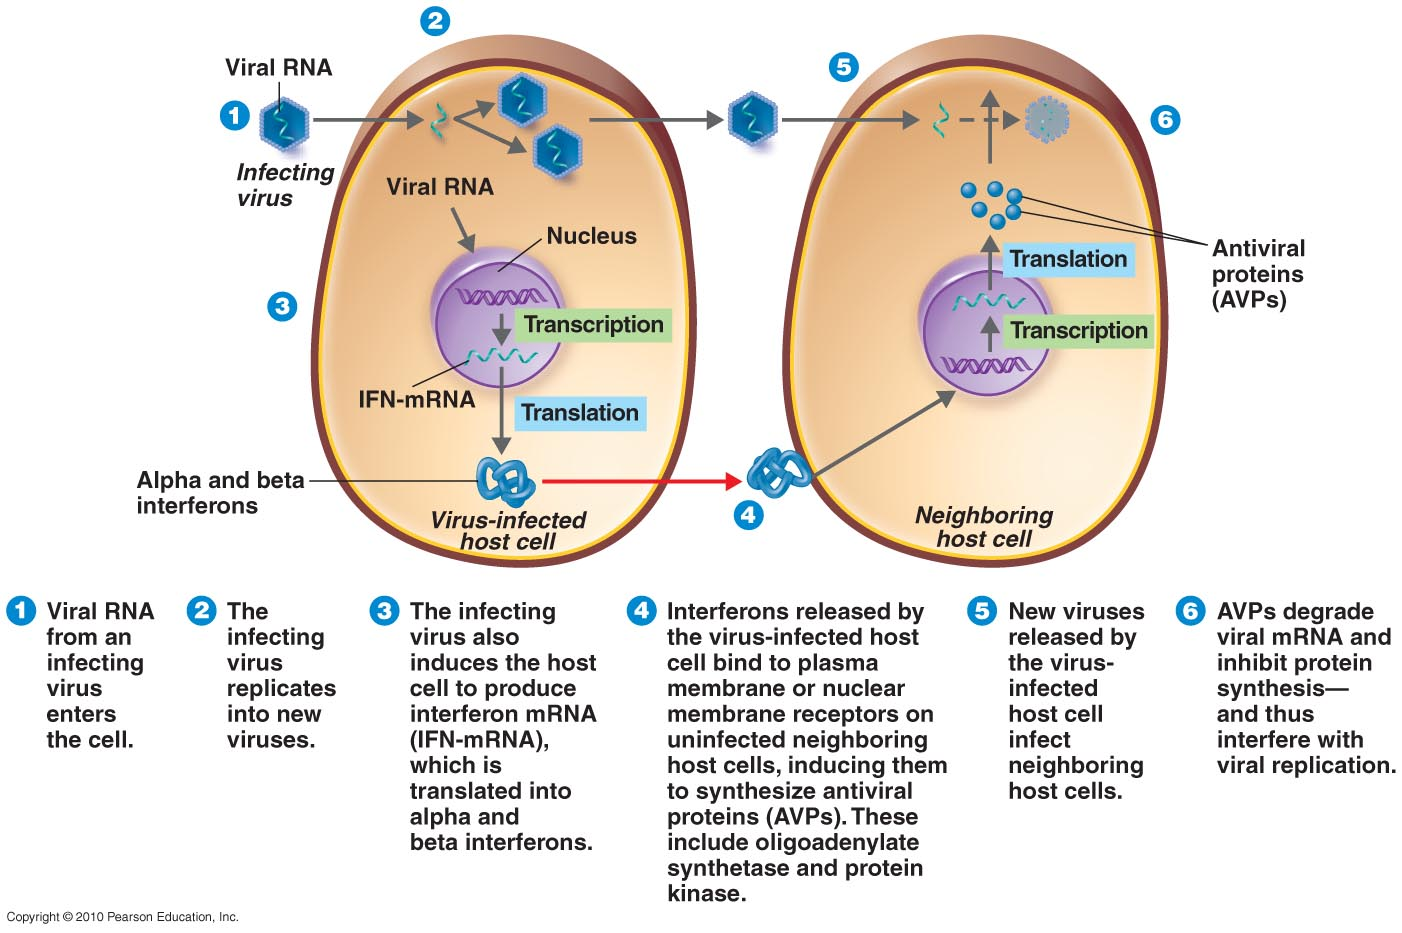 2
Viral RNA
5
1
6
Infecting
virus
Viral RNA
Nucleus
Translation
Antiviral
proteins
(AVPs)
3
Transcription
Transcription
IFN-mRNA
Translation
Alpha and beta
interferons
4
Virus-infected
host cell
Neighboring
host cell
1 Viral RNA
from an
infecting
virus
enters
the cell.
2 The
infecting
virus
replicates
into new
viruses.
3 The infecting
virus also
induces the host
cell to produce
interferon mRNA
(IFN-mRNA),
which is
translated into
alpha and
beta interferons.
4 Interferons released by
the virus-infected host
cell bind to plasma
membrane or nuclear
membrane receptors on
uninfected neighboring
host cells, inducing them
to synthesize antiviral
proteins (AVPs). These
include oligoadenylate
synthetase and protein
kinase.
5 New viruses
released by
the virus-
infected
host cell
infect
neighboring
host cells.
6 AVPs degrade
viral mRNA and
inhibit protein
synthesis—
and thus
interfere with
viral replication.
Copyright © 2010 Pearson Education, Inc.